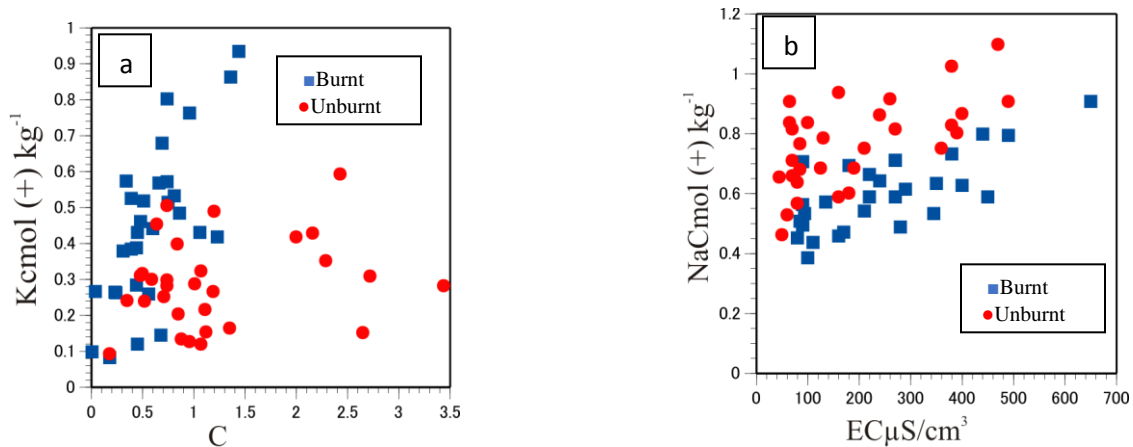 a
Burnt
Unburnt
1
0.9
0.8
0.7
0.6
0.5
0.4
0.3
0.2
0.1
0
Kcmol (+) kg-1
0 0.5 1 1.5 2 2.5 3 3.5
C
b
1.2
1
0.8
0.6
0.4
0.2
0
NaCmol (+) kg-1
Burnt
Unburnt
0 100 200 300 400 500 600 700
ECµS/cm3